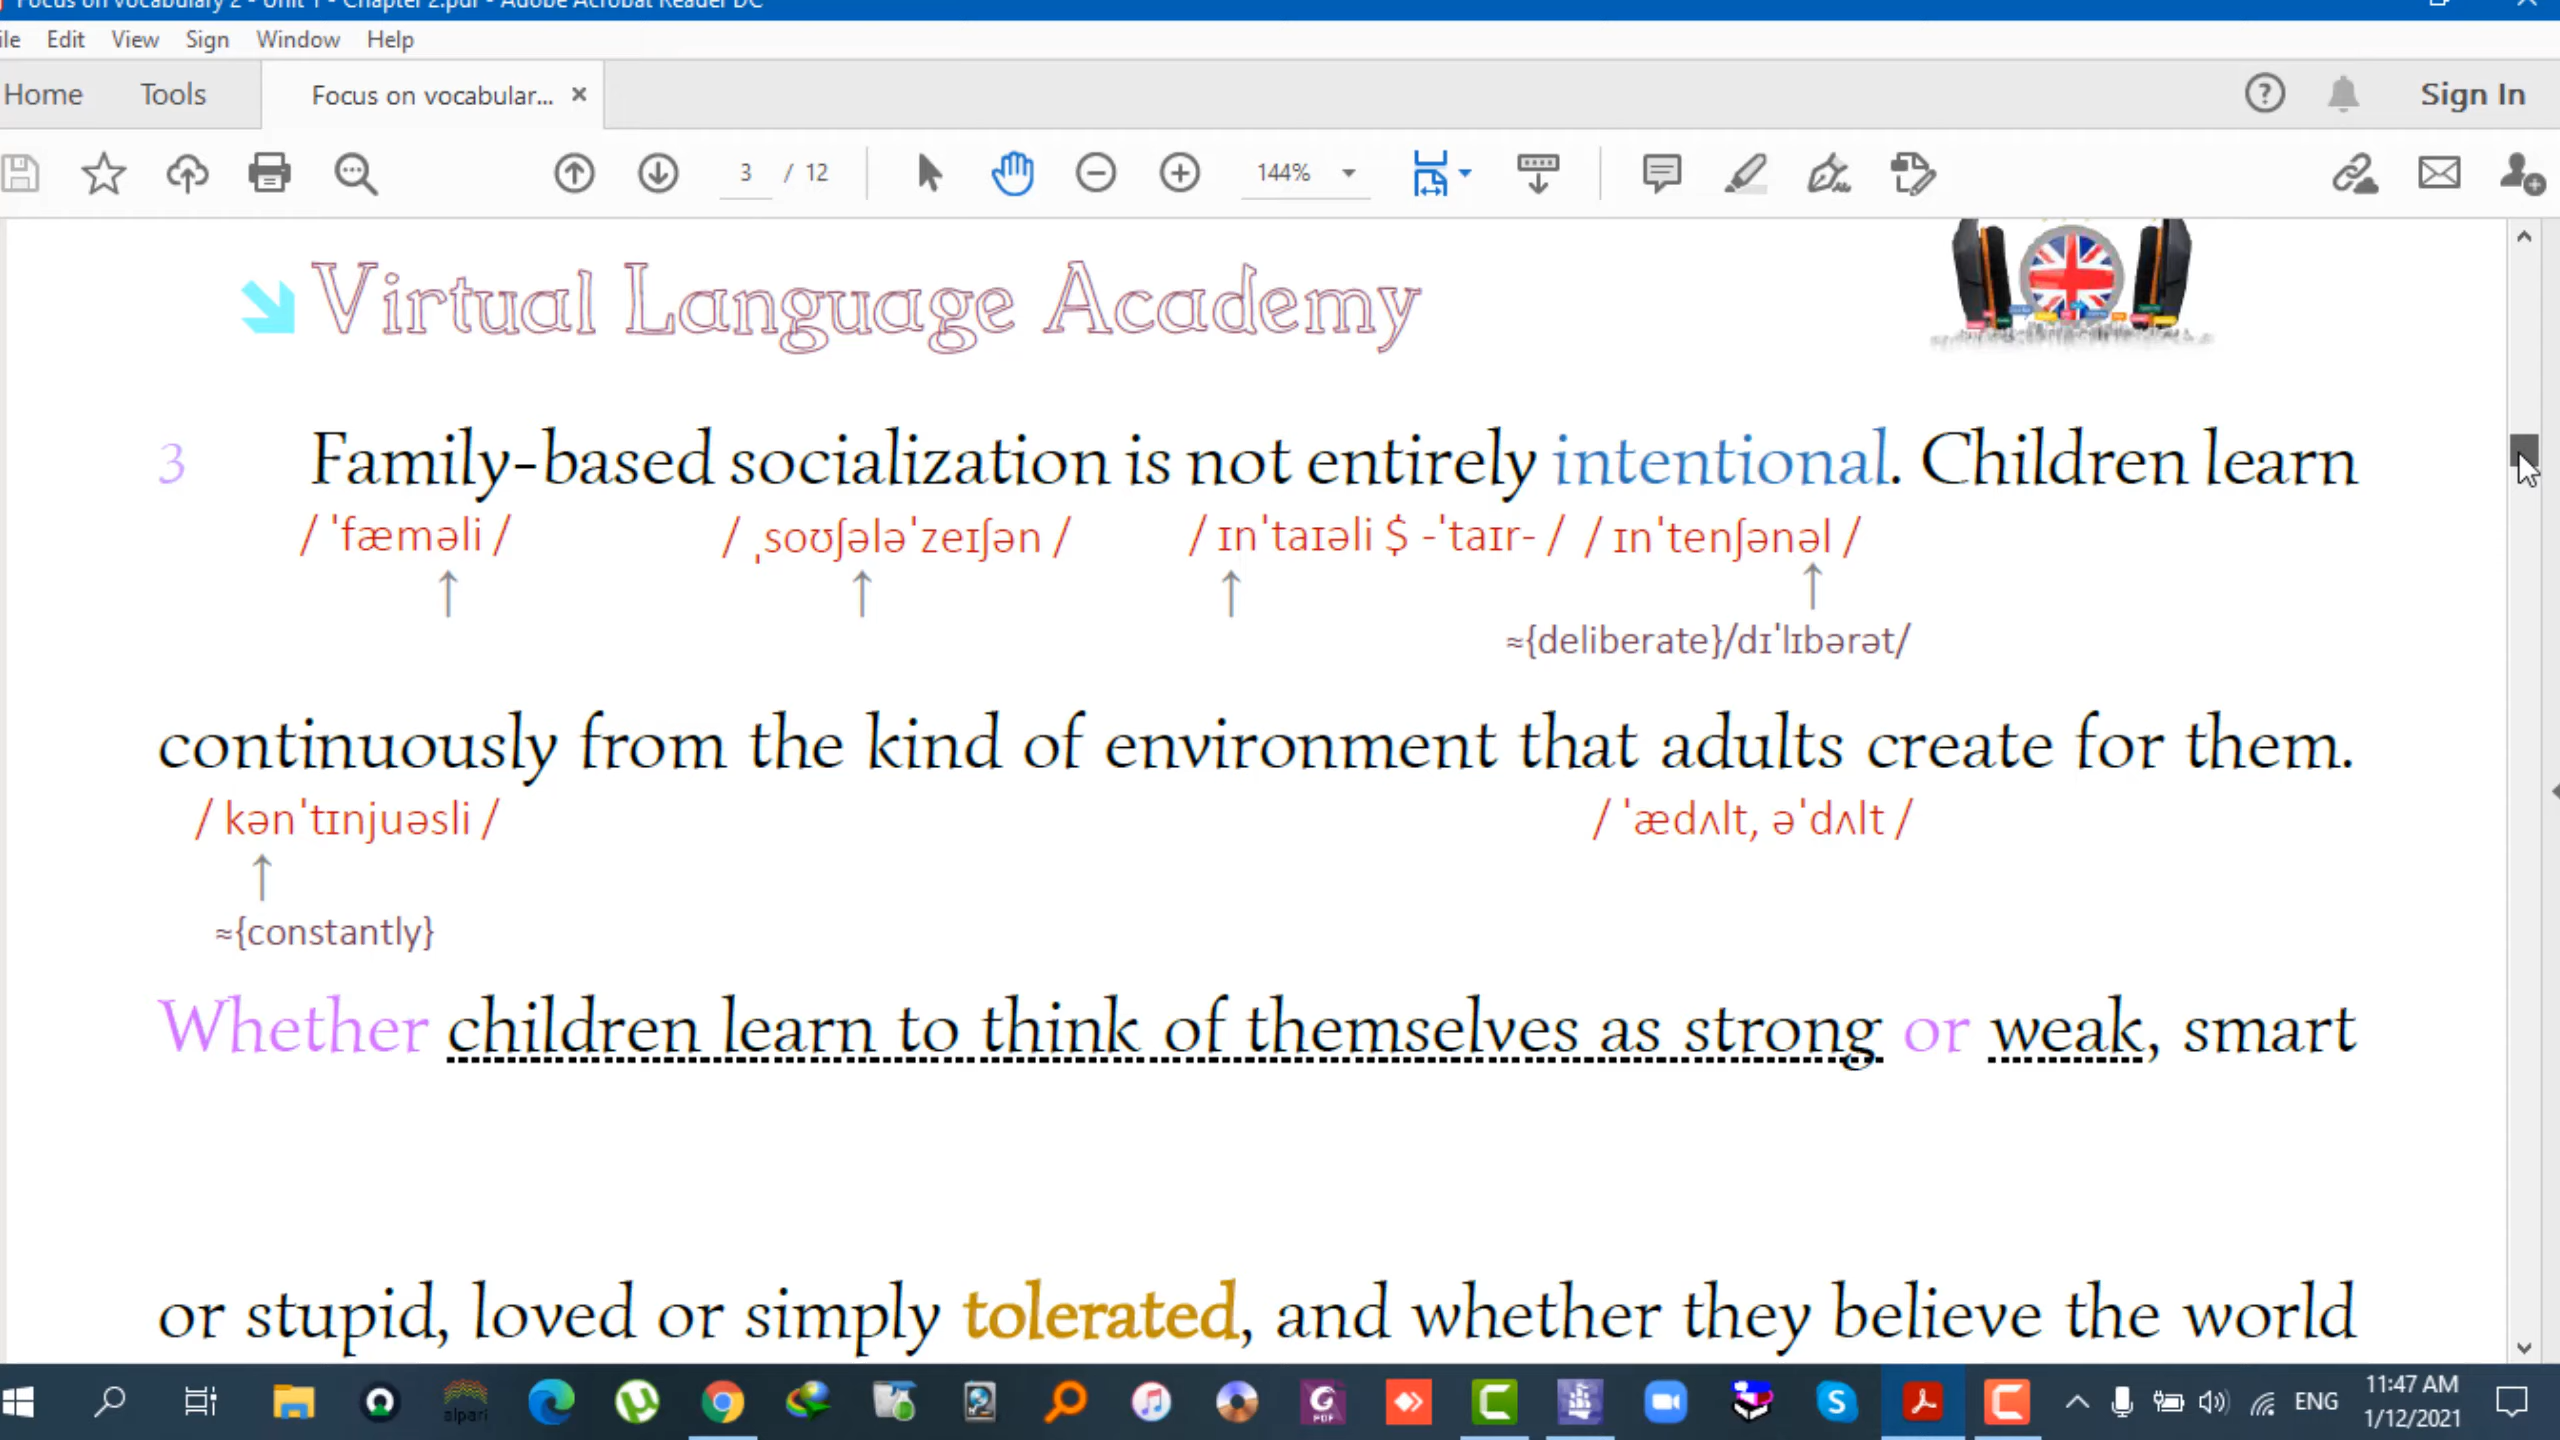 Focus on vocabulary 2 - Unit 1 - Chapter 2.pdf - Adobe Acrobat Reader DC
ile Edit View Sign Window Help
Home Tools Focus on vocabular... Sign In
3 / 12 144%
Virtual Language Academy
3 Family-based socialization is not entirely intentional. Children learn
/ ˈfæməli / / ˌsoʊʃələˈzeɪʃən / / ɪnˈtaɪəli $ -ˈtaɪr- / / ɪnˈtenʃənəl /
≈{deliberate}/dɪˈlɪbərət/
continuously from the kind of environment that adults create for them.
/ kənˈtɪnjuəsli / / ˈædʌlt, əˈdʌlt /
≈{constantly}
Whether children learn to think of themselves as strong or weak, smart
or stupid, loved or simply tolerated, and whether they believe the world
alpari ENG 11:47 AM
1/12/2021